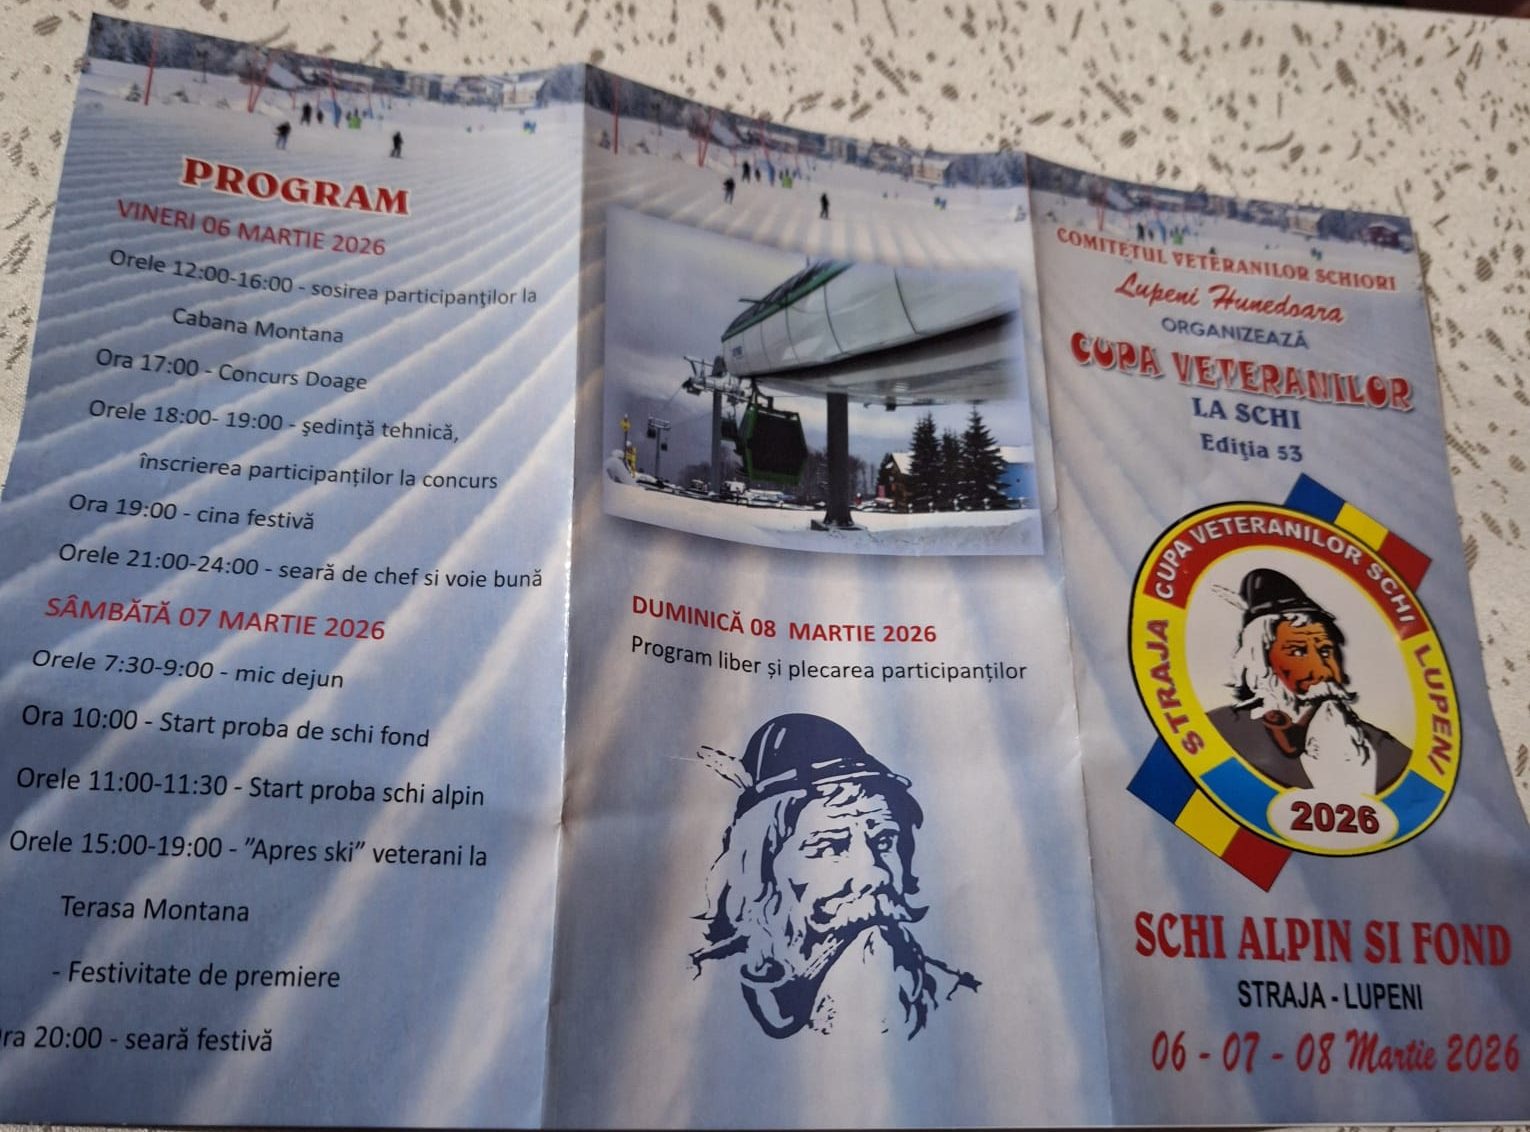 PROGRAM
VINERI 06 MARTIE 2026
Orele 12:00-16:00 - sosirea participanților la
Cabana Montana
Ora 17:00 - Concurs Doage
Orele 18:00- 19:00 - şedinţă tehnică,
înscrierea participanților la concurs
Ora 19:00 - cina festivă
Orele 21:00-24:00 - seară de chef si voie bună
SÂMBĂTĂ 07 MARTIE 2026
Orele 7:30-9:00 - mic dejun
Ora 10:00 - Start proba de schi fond
Orele 11:00-11:30 - Start proba schi alpin
Orele 15:00-19:00 - ”Apres ski” veterani la
Terasa Montana
- Festivitate de premiere
ra 20:00 - seară festivă
DUMINICĂ 08 MARTIE 2026
Program liber și plecarea participanților
COMITETUL VETERANILOR SCHIORI
Lupeni Hunedoara
ORGANIZEAZĂ
CUPA VETERANILOR
LA SCHI
Ediţia 53
STRAJA CUPA VETERANILOR SCHI LUPENI
2026
SCHI ALPIN SI FOND
STRAJA - LUPENI
06 - 07 - 08 Martie 2026